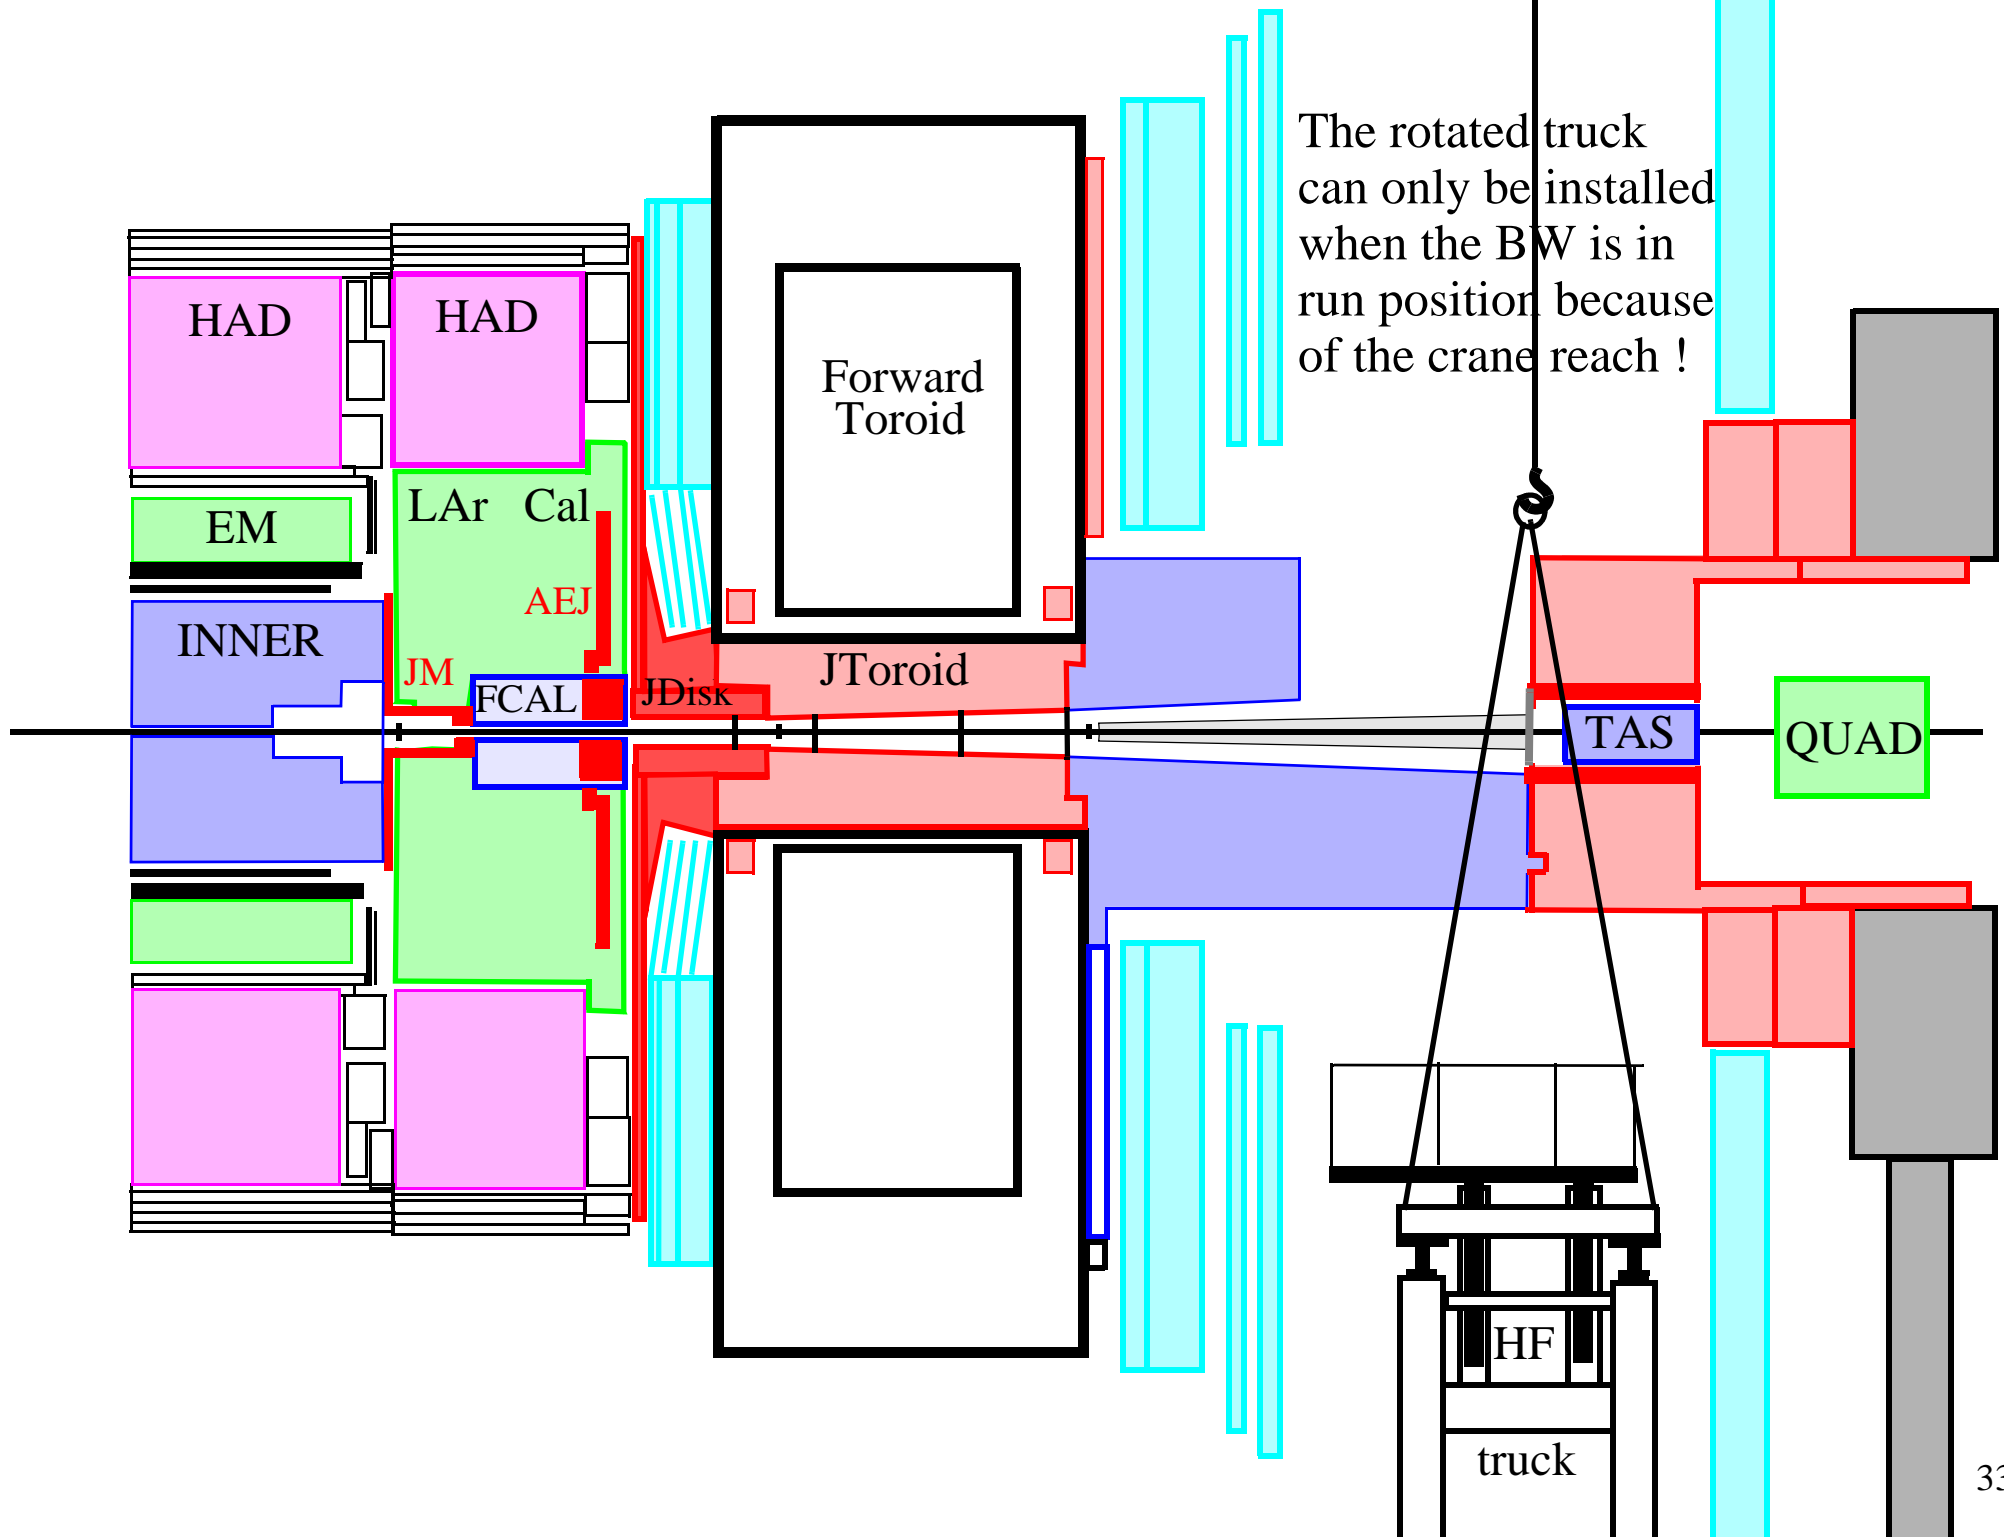 The rotated truck
can only be installed
when the BW is in
run position because
of the crane reach !
HAD
HAD
Forward
Toroid
LAr Cal
EM
AEJ
INNER
JM
FCAL
JDisk
JToroid
TAS
QUAD
HF
truck
33